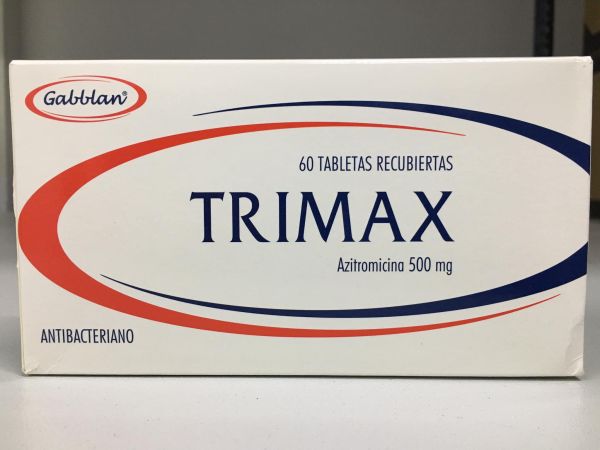 Gabblan®
60 TABLETAS RECUBIERTAS
TRIMAX
Azitromicina 500 mg
ANTIBACTERIANO